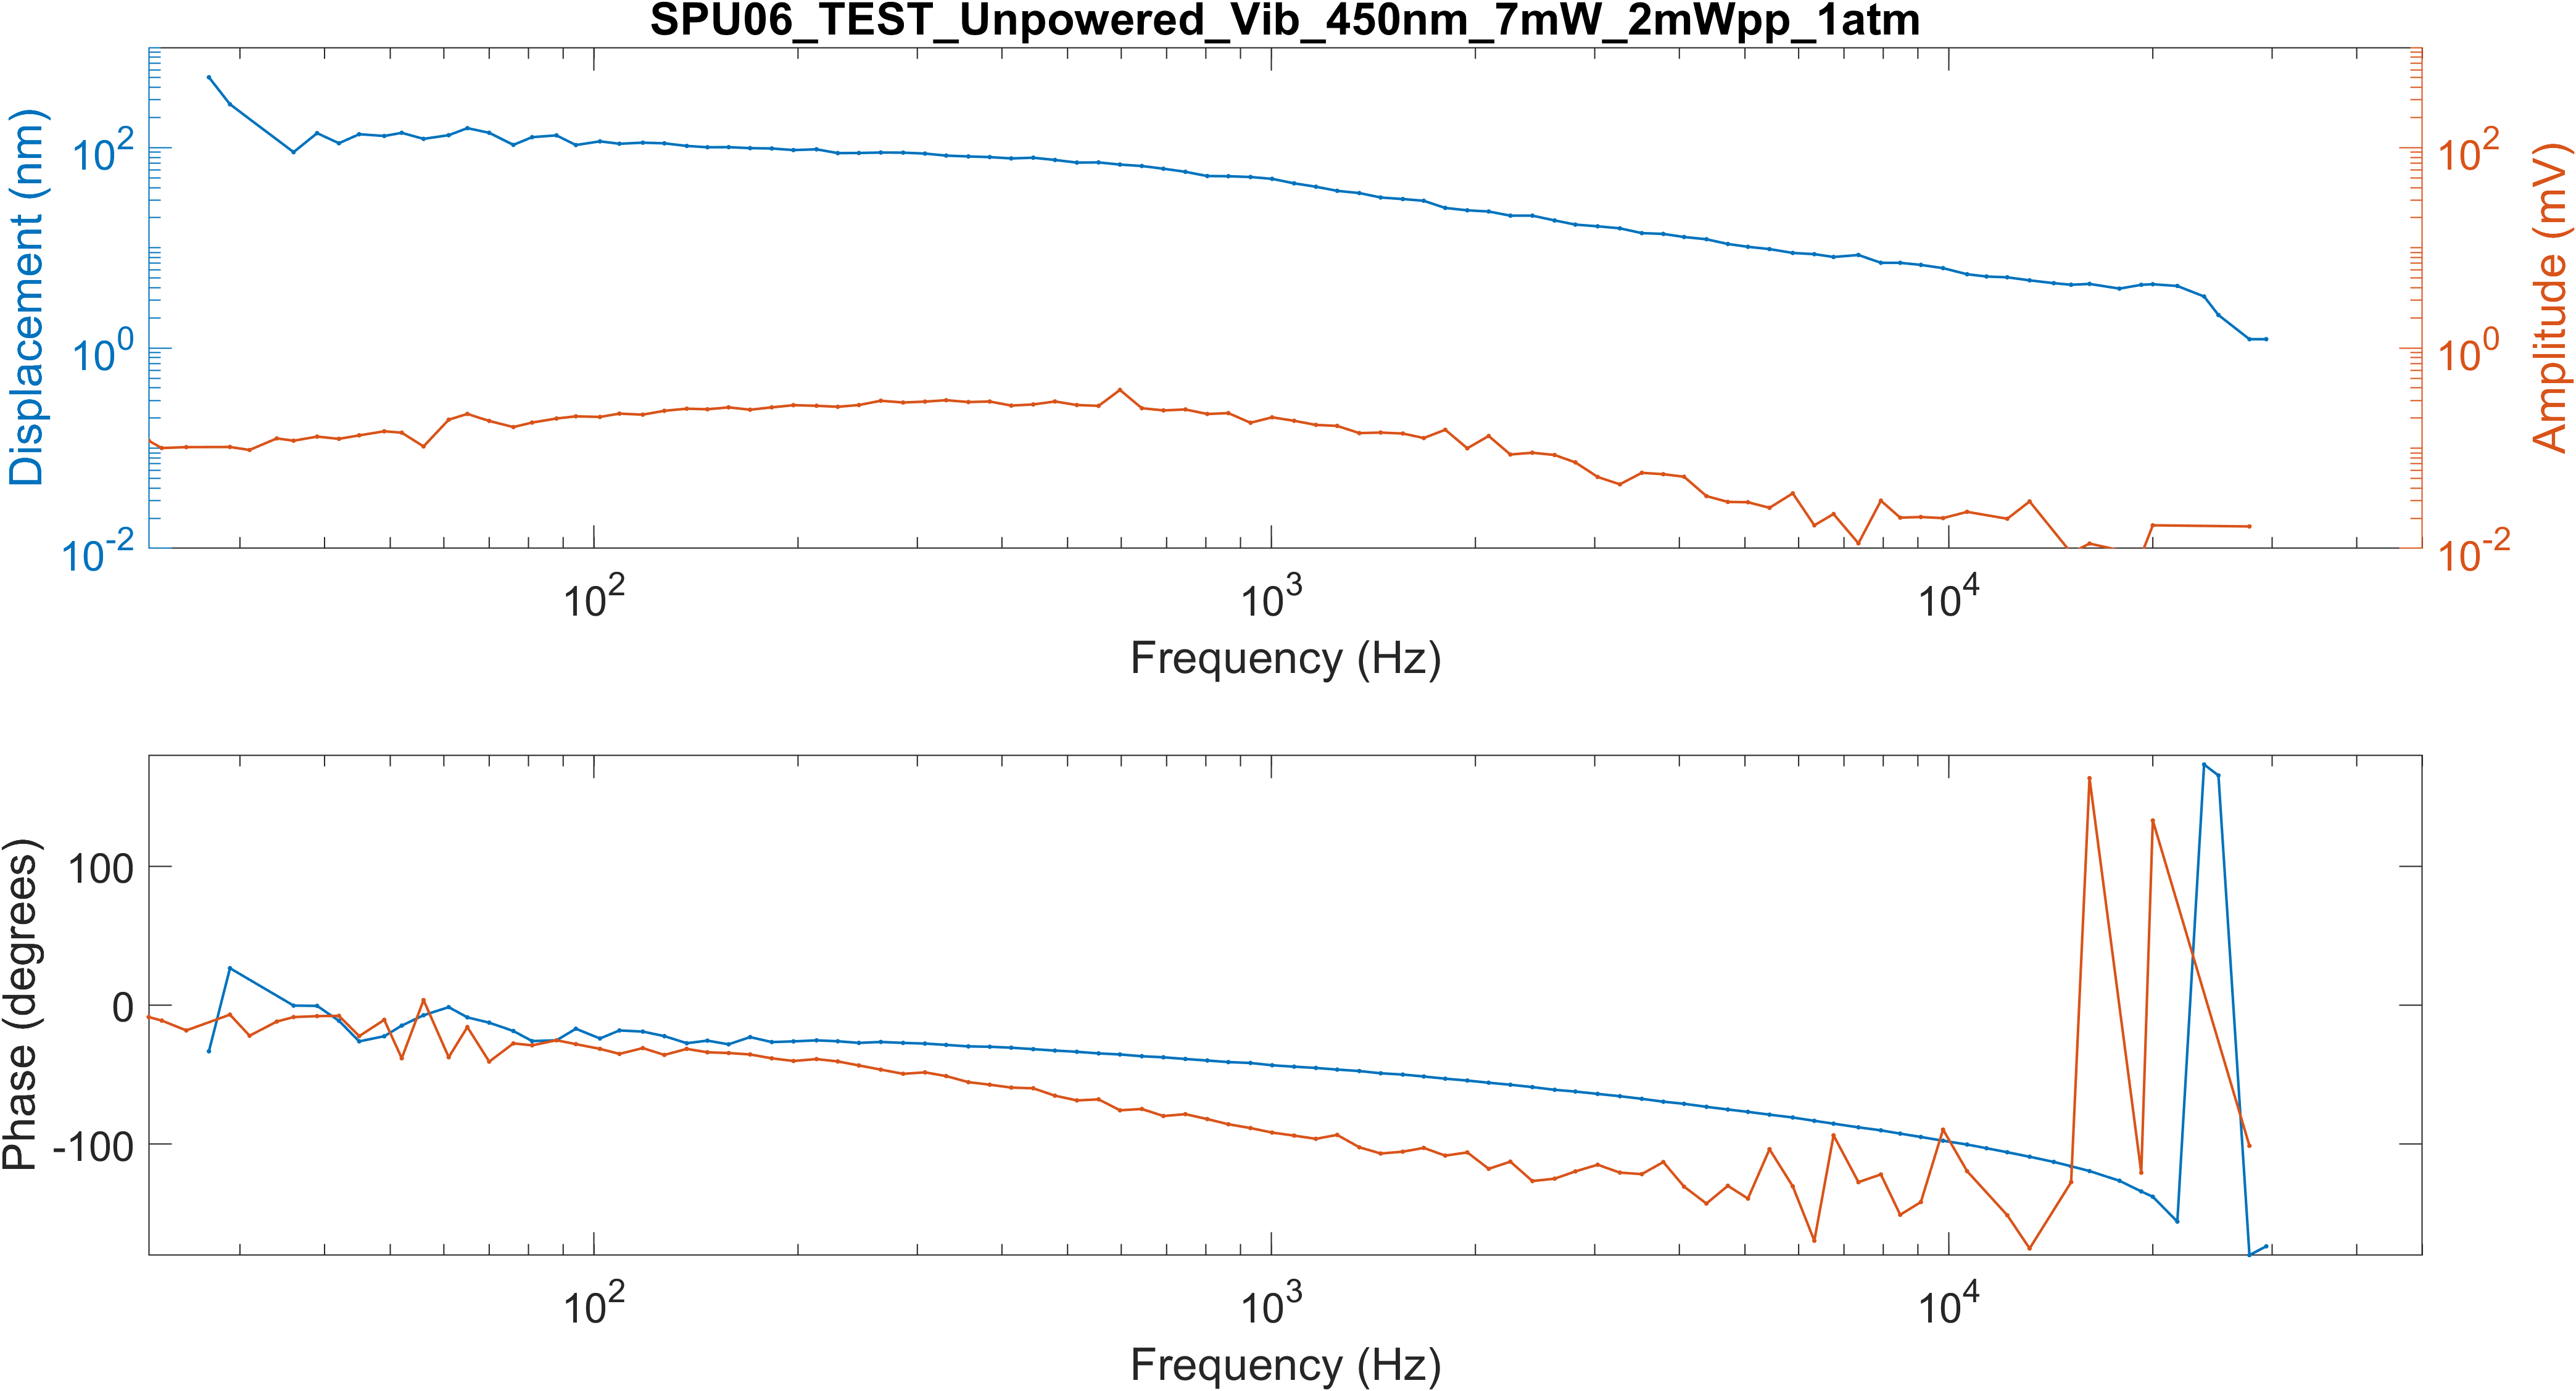 SPU06_TEST_Unpowered_Vib_450nm_7mW_2mWpp_1atm
Displacement (nm)
10^2
10^0
10^-2
10^2
10^0
10^-2
Amplitude (mV)
10^2
10^3
10^4
Frequency (Hz)
Phase (degrees)
100
0
-100
10^2
10^3
10^4
Frequency (Hz)